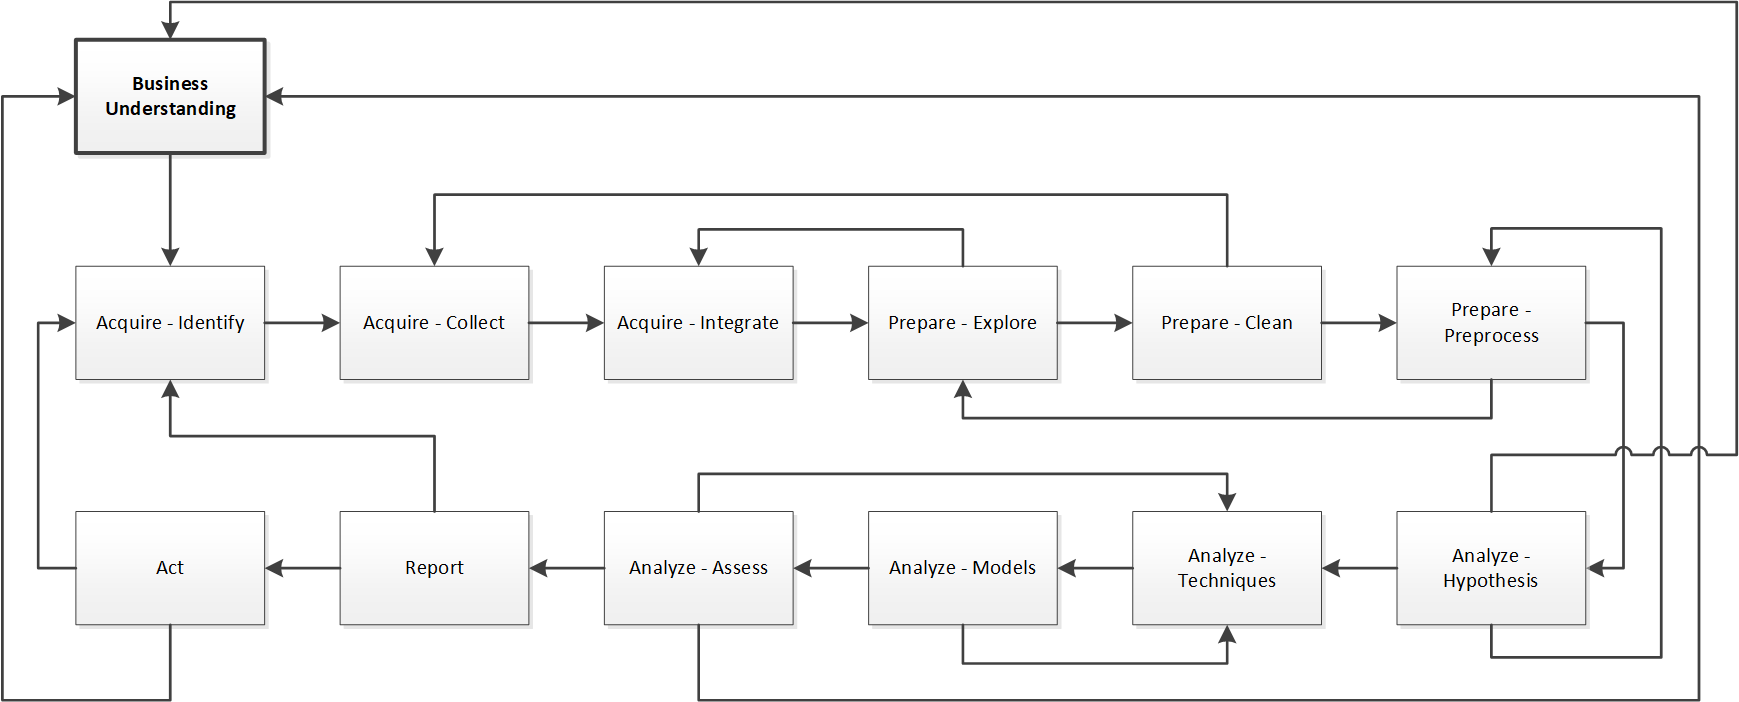 Business
Understanding
Acquire - Identify
Acquire - Collect
Acquire - Integrate
Prepare - Explore
Prepare - Clean
Prepare -
Preprocess
Act
Report
Analyze - Assess
Analyze - Models
Analyze -
Techniques
Analyze -
Hypothesis